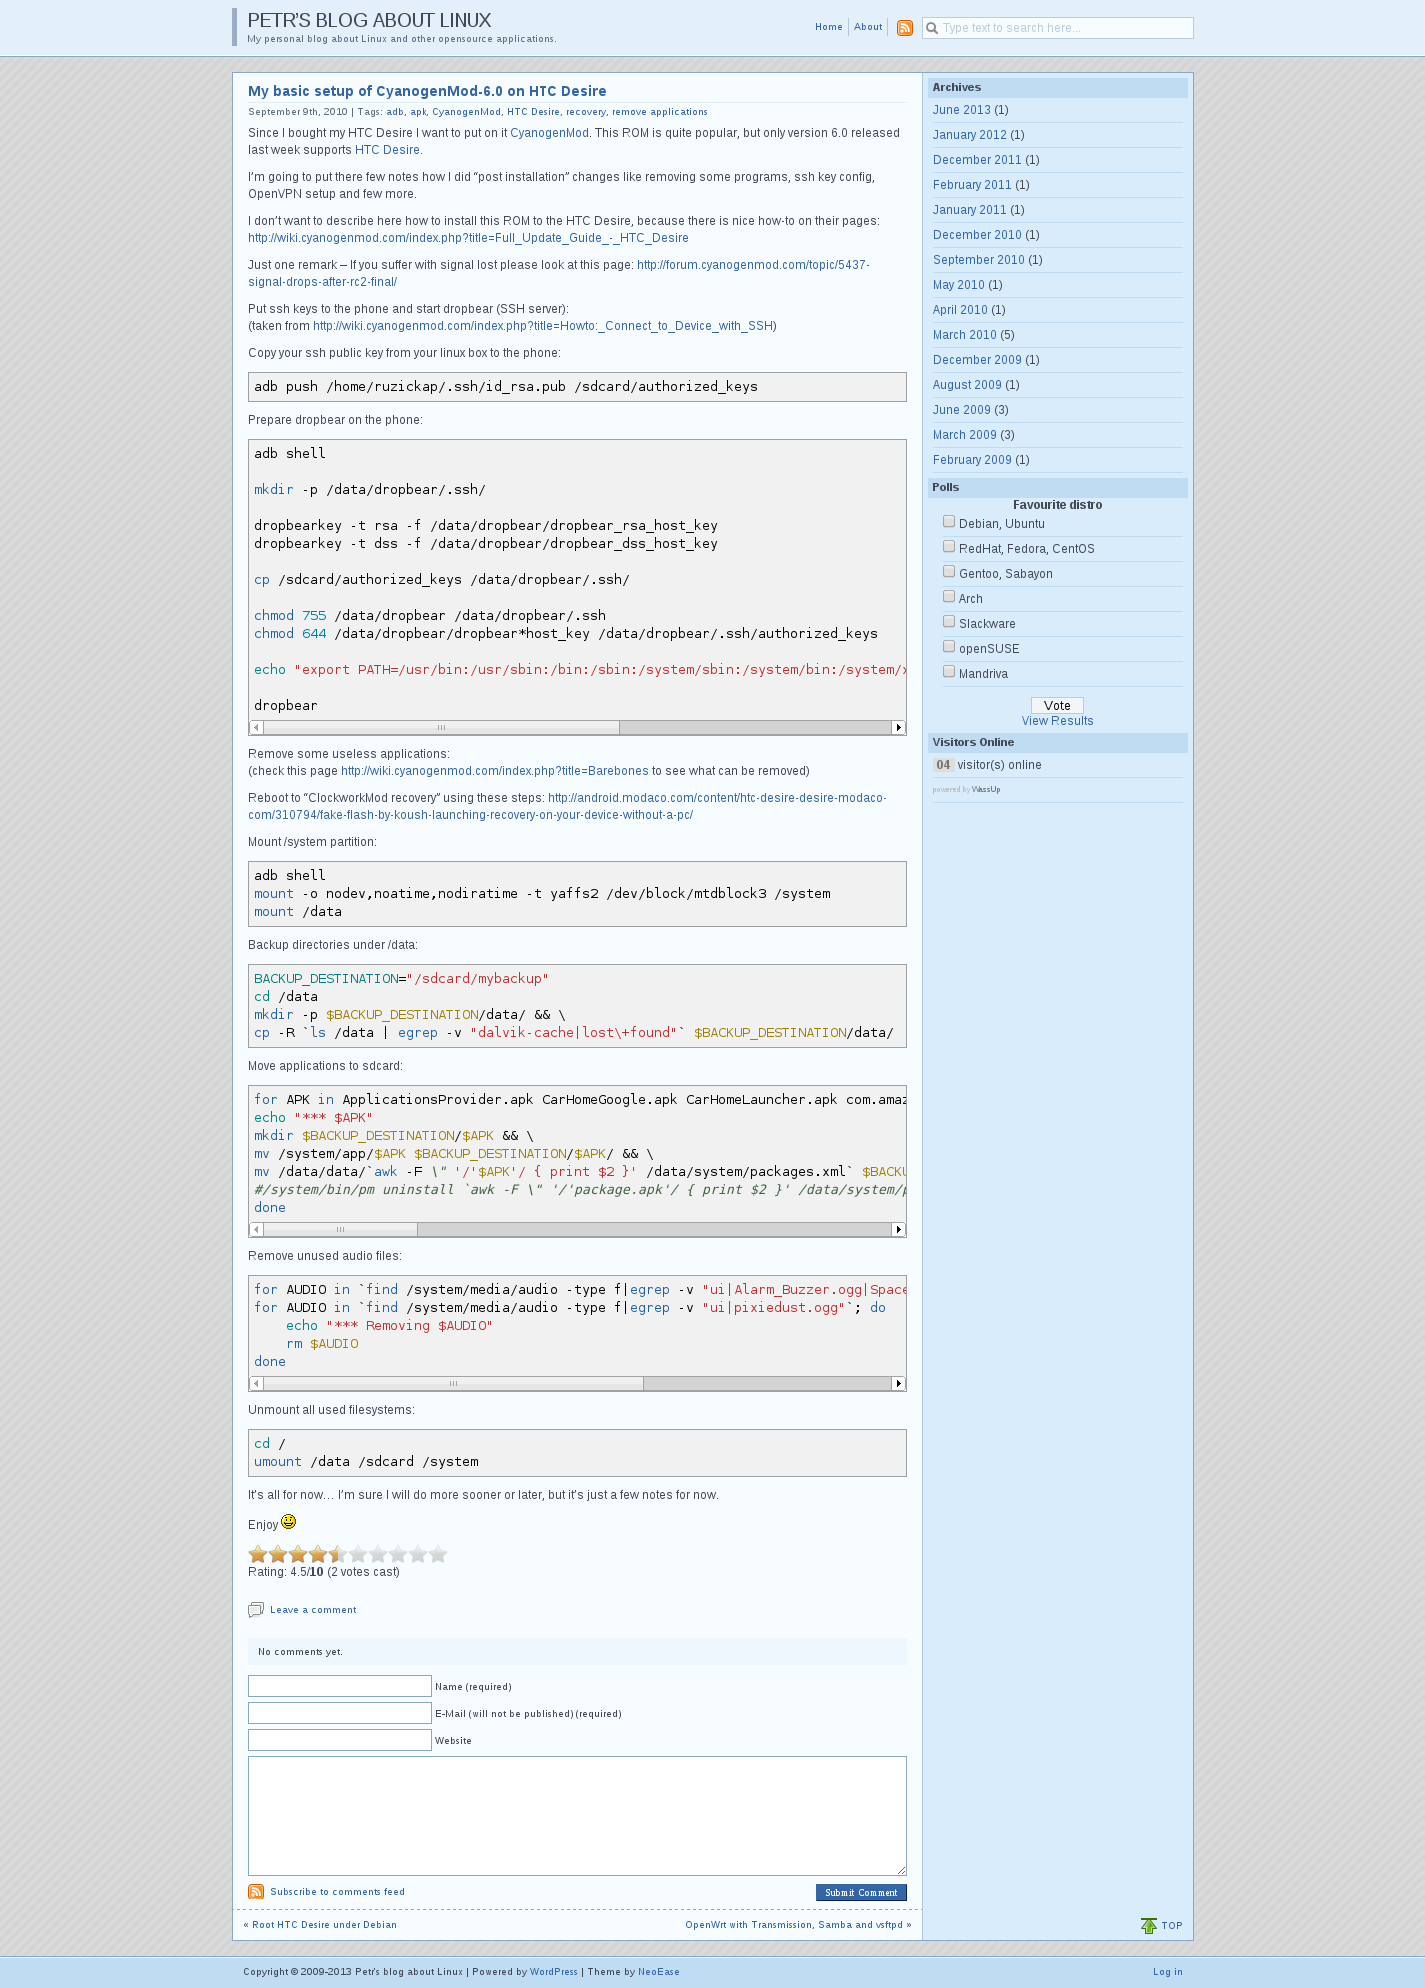 PETR'S BLOG ABOUT LINUX
My personal blog about Linux and other opensource applications.
Home
About
Type text to search here...
My basic setup of CyanogenMod-6.0 on HTC Desire
September 9th, 2010 | Tags: adb, apk, CyanogenMod, HTC Desire, recovery, remove applications
Since I bought my HTC Desire I want to put on it CyanogenMod. This ROM is quite popular, but only version 6.0 released
last week supports HTC Desire.
I'm going to put there few notes how I did “post installation” changes like removing some programs, ssh key config,
OpenVPN setup and few more.
I don't want to describe here how to install this ROM to the HTC Desire, because there is nice how-to on their pages:
http://wiki.cyanogenmod.com/index.php?title=Full_Update_Guide_-_HTC_Desire
Just one remark – If you suffer with signal lost please look at this page: http://forum.cyanogenmod.com/topic/5437-
signal-drops-after-rc2-final/
Put ssh keys to the phone and start dropbear (SSH server):
(taken from http://wiki.cyanogenmod.com/index.php?title=Howto:_Connect_to_Device_with_SSH)
Copy your ssh public key from your linux box to the phone:
adb push /home/ruzickap/.ssh/id_rsa.pub /sdcard/authorized_keys
Prepare dropbear on the phone:
adb shell
mkdir -p /data/dropbear/.ssh/
dropbearkey -t rsa -f /data/dropbear/dropbear_rsa_host_key
dropbearkey -t dss -f /data/dropbear/dropbear_dss_host_key
cp /sdcard/authorized_keys /data/dropbear/.ssh/
chmod 755 /data/dropbear /data/dropbear/.ssh
chmod 644 /data/dropbear/dropbear*host_key /data/dropbear/.ssh/authorized_keys
echo "export PATH=/usr/bin:/usr/sbin:/bin:/sbin:/system/sbin:/system/bin:/system/x
dropbear
Remove some useless applications:
(check this page http://wiki.cyanogenmod.com/index.php?title=Barebones to see what can be removed)
Reboot to “ClockworkMod recovery” using these steps: http://android.modaco.com/content/htc-desire-desire-modaco-
com/310794/fake-flash-by-koush-launching-recovery-on-your-device-without-a-pc/
Mount /system partition:
adb shell
mount -o nodev,noatime,nodiratime -t yaffs2 /dev/block/mtdblock3 /system
mount /data
Backup directories under /data:
BACKUP_DESTINATION="/sdcard/mybackup"
cd /data
mkdir -p $BACKUP_DESTINATION/data/ && \
cp -R `ls /data | egrep -v "dalvik-cache|lost\+found"` $BACKUP_DESTINATION/data/
Move applications to sdcard:
for APK in ApplicationsProvider.apk CarHomeGoogle.apk CarHomeLauncher.apk com.amaz
echo "*** $APK"
mkdir $BACKUP_DESTINATION/$APK && \
mv /system/app/$APK $BACKUP_DESTINATION/$APK/ && \
mv /data/data/`awk -F \" '/'$APK'/ { print $2 }' /data/system/packages.xml` $BACKU
#/system/bin/pm uninstall `awk -F \" '/'package.apk'/ { print $2 }' /data/system/p
done
Remove unused audio files:
for AUDIO in `find /system/media/audio -type f|egrep -v "ui|Alarm_Buzzer.ogg|Space
for AUDIO in `find /system/media/audio -type f|egrep -v "ui|pixiedust.ogg"`; do
echo "*** Removing $AUDIO"
rm $AUDIO
done
Unmount all used filesystems:
cd /
umount /data /sdcard /system
It's all for now… I'm sure I will do more sooner or later, but it's just a few notes for now.
Enjoy
Rating: 4.5/10 (2 votes cast)
Leave a comment
No comments yet.
Name (required)
E-Mail (will not be published) (required)
Website
Subscribe to comments feed
Submit Comment
« Root HTC Desire under Debian
OpenWrt with Transmission, Samba and vsftpd »
Archives
June 2013 (1)
January 2012 (1)
December 2011 (1)
February 2011 (1)
January 2011 (1)
December 2010 (1)
September 2010 (1)
May 2010 (1)
April 2010 (1)
March 2010 (5)
December 2009 (1)
August 2009 (1)
June 2009 (3)
March 2009 (3)
February 2009 (1)
Polls
Favourite distro
Debian, Ubuntu
RedHat, Fedora, CentOS
Gentoo, Sabayon
Arch
Slackware
openSUSE
Mandriva
Vote
View Results
Visitors Online
04 visitor(s) online
powered by WassUp
TOP
Copyright © 2009-2013 Petr's blog about Linux | Powered by WordPress | Theme by NeoEase
Log in